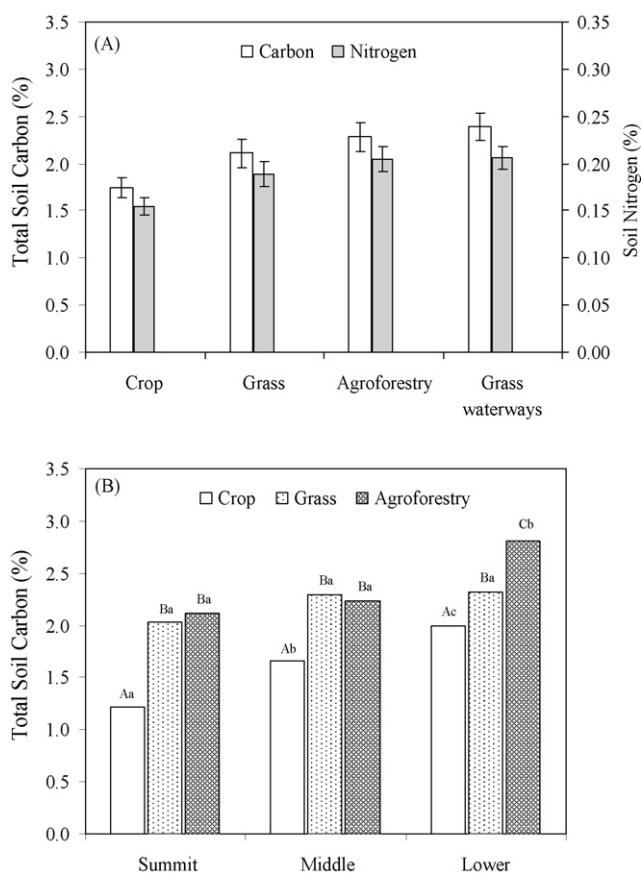 (A)
Carbon Nitrogen
Total Soil Carbon (%)
3.5
3.0
2.5
2.0
1.5
1.0
0.5
0.0
Soil Nitrogen (%)
0.35
0.30
0.25
0.20
0.15
0.10
0.05
0.00
Crop Grass Agroforestry Grass
waterways
(B)
Crop Grass Agroforestry
Total Soil Carbon (%)
3.5
3.0
2.5
2.0
1.5
1.0
0.5
0.0
Aa Ba Ba
Ab Ba Ba
Ac Ba Cb
Summit Middle Lower